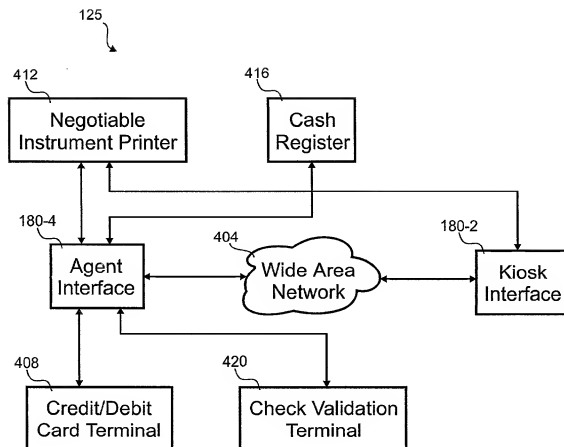 125
412
Negotiable
Instrument Printer
416
Cash
Register
180-4
Agent
Interface
404
Wide Area
Network
180-2
Kiosk
Interface
408
Credit/Debit
Card Terminal
420
Check Validation
Terminal